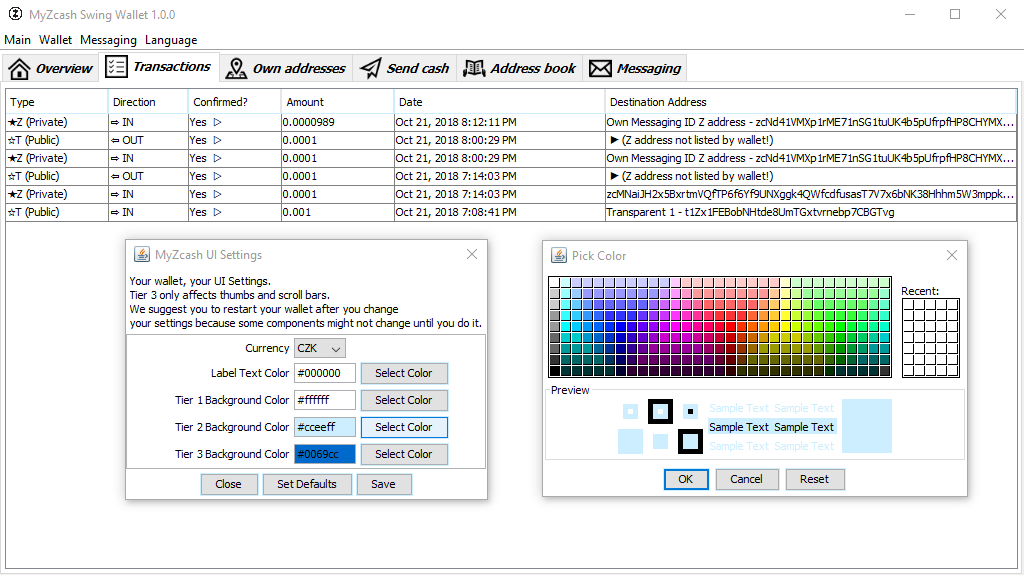 MyZcash Swing Wallet 1.0.0
Main Wallet Messaging Language
Overview Transactions Own addresses Send cash Address book Messaging
Type Direction Confirmed? Amount Date Destination Address
★Z (Private) ⇨ IN Yes ▷ 0.0000989 Oct 21, 2018 8:12:11 PM Own Messaging ID Z address - zcNd41VMXp1rME71nSG1tuUK4b5pUfrpfHP8CHYMX...
☆T (Public) ⇦ OUT Yes ▷ 0.0001 Oct 21, 2018 8:00:29 PM ► (Z address not listed by wallet!)
★Z (Private) ⇨ IN Yes ▷ 0.0001 Oct 21, 2018 8:00:29 PM Own Messaging ID Z address - zcNd41VMXp1rME71nSG1tuUK4b5pUfrpfHP8CHYMX...
☆T (Public) ⇦ OUT Yes ▷ 0.0001 Oct 21, 2018 7:14:03 PM ► (Z address not listed by wallet!)
★Z (Private) ⇨ IN Yes ▷ 0.0001 Oct 21, 2018 7:14:03 PM zcMNaiJH2x5BxrtmVQfTP6f6Yf9UNXggk4QWfcdfusasT7V7x6bNK38Hhhm5W3mppk...
☆T (Public) ⇨ IN Yes ▷ 0.001 Oct 21, 2018 7:08:41 PM Transparent 1 - t1Zx1FEBobNHtde8UmTGxtvrnebp7CBGTvg
MyZcash UI Settings
Your wallet, your UI Settings.
Tier 3 only affects thumbs and scroll bars.
We suggest you to restart your wallet after you change
your settings because some components might not change until you do it.
Currency CZK
Label Text Color #000000 Select Color
Tier 1 Background Color #ffffff Select Color
Tier 2 Background Color #cceeff Select Color
Tier 3 Background Color #0069cc Select Color
Close Set Defaults Save
Pick Color
Recent:
Preview
Sample Text Sample Text
Sample Text Sample Text
Sample Text Sample Text
OK Cancel Reset